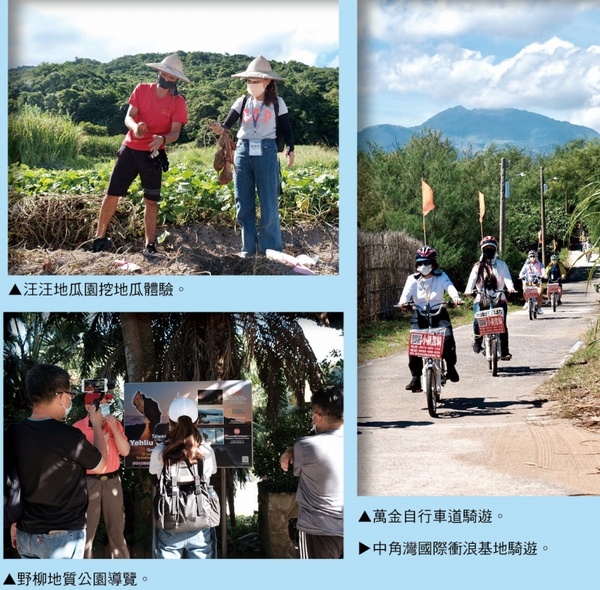 ▲汪汪地瓜園挖地瓜體驗。
Taiwan
Yehliu
▲野柳地質公園導覽。
▲萬金自行車道騎遊。
▶中角灣國際衝浪基地騎遊。